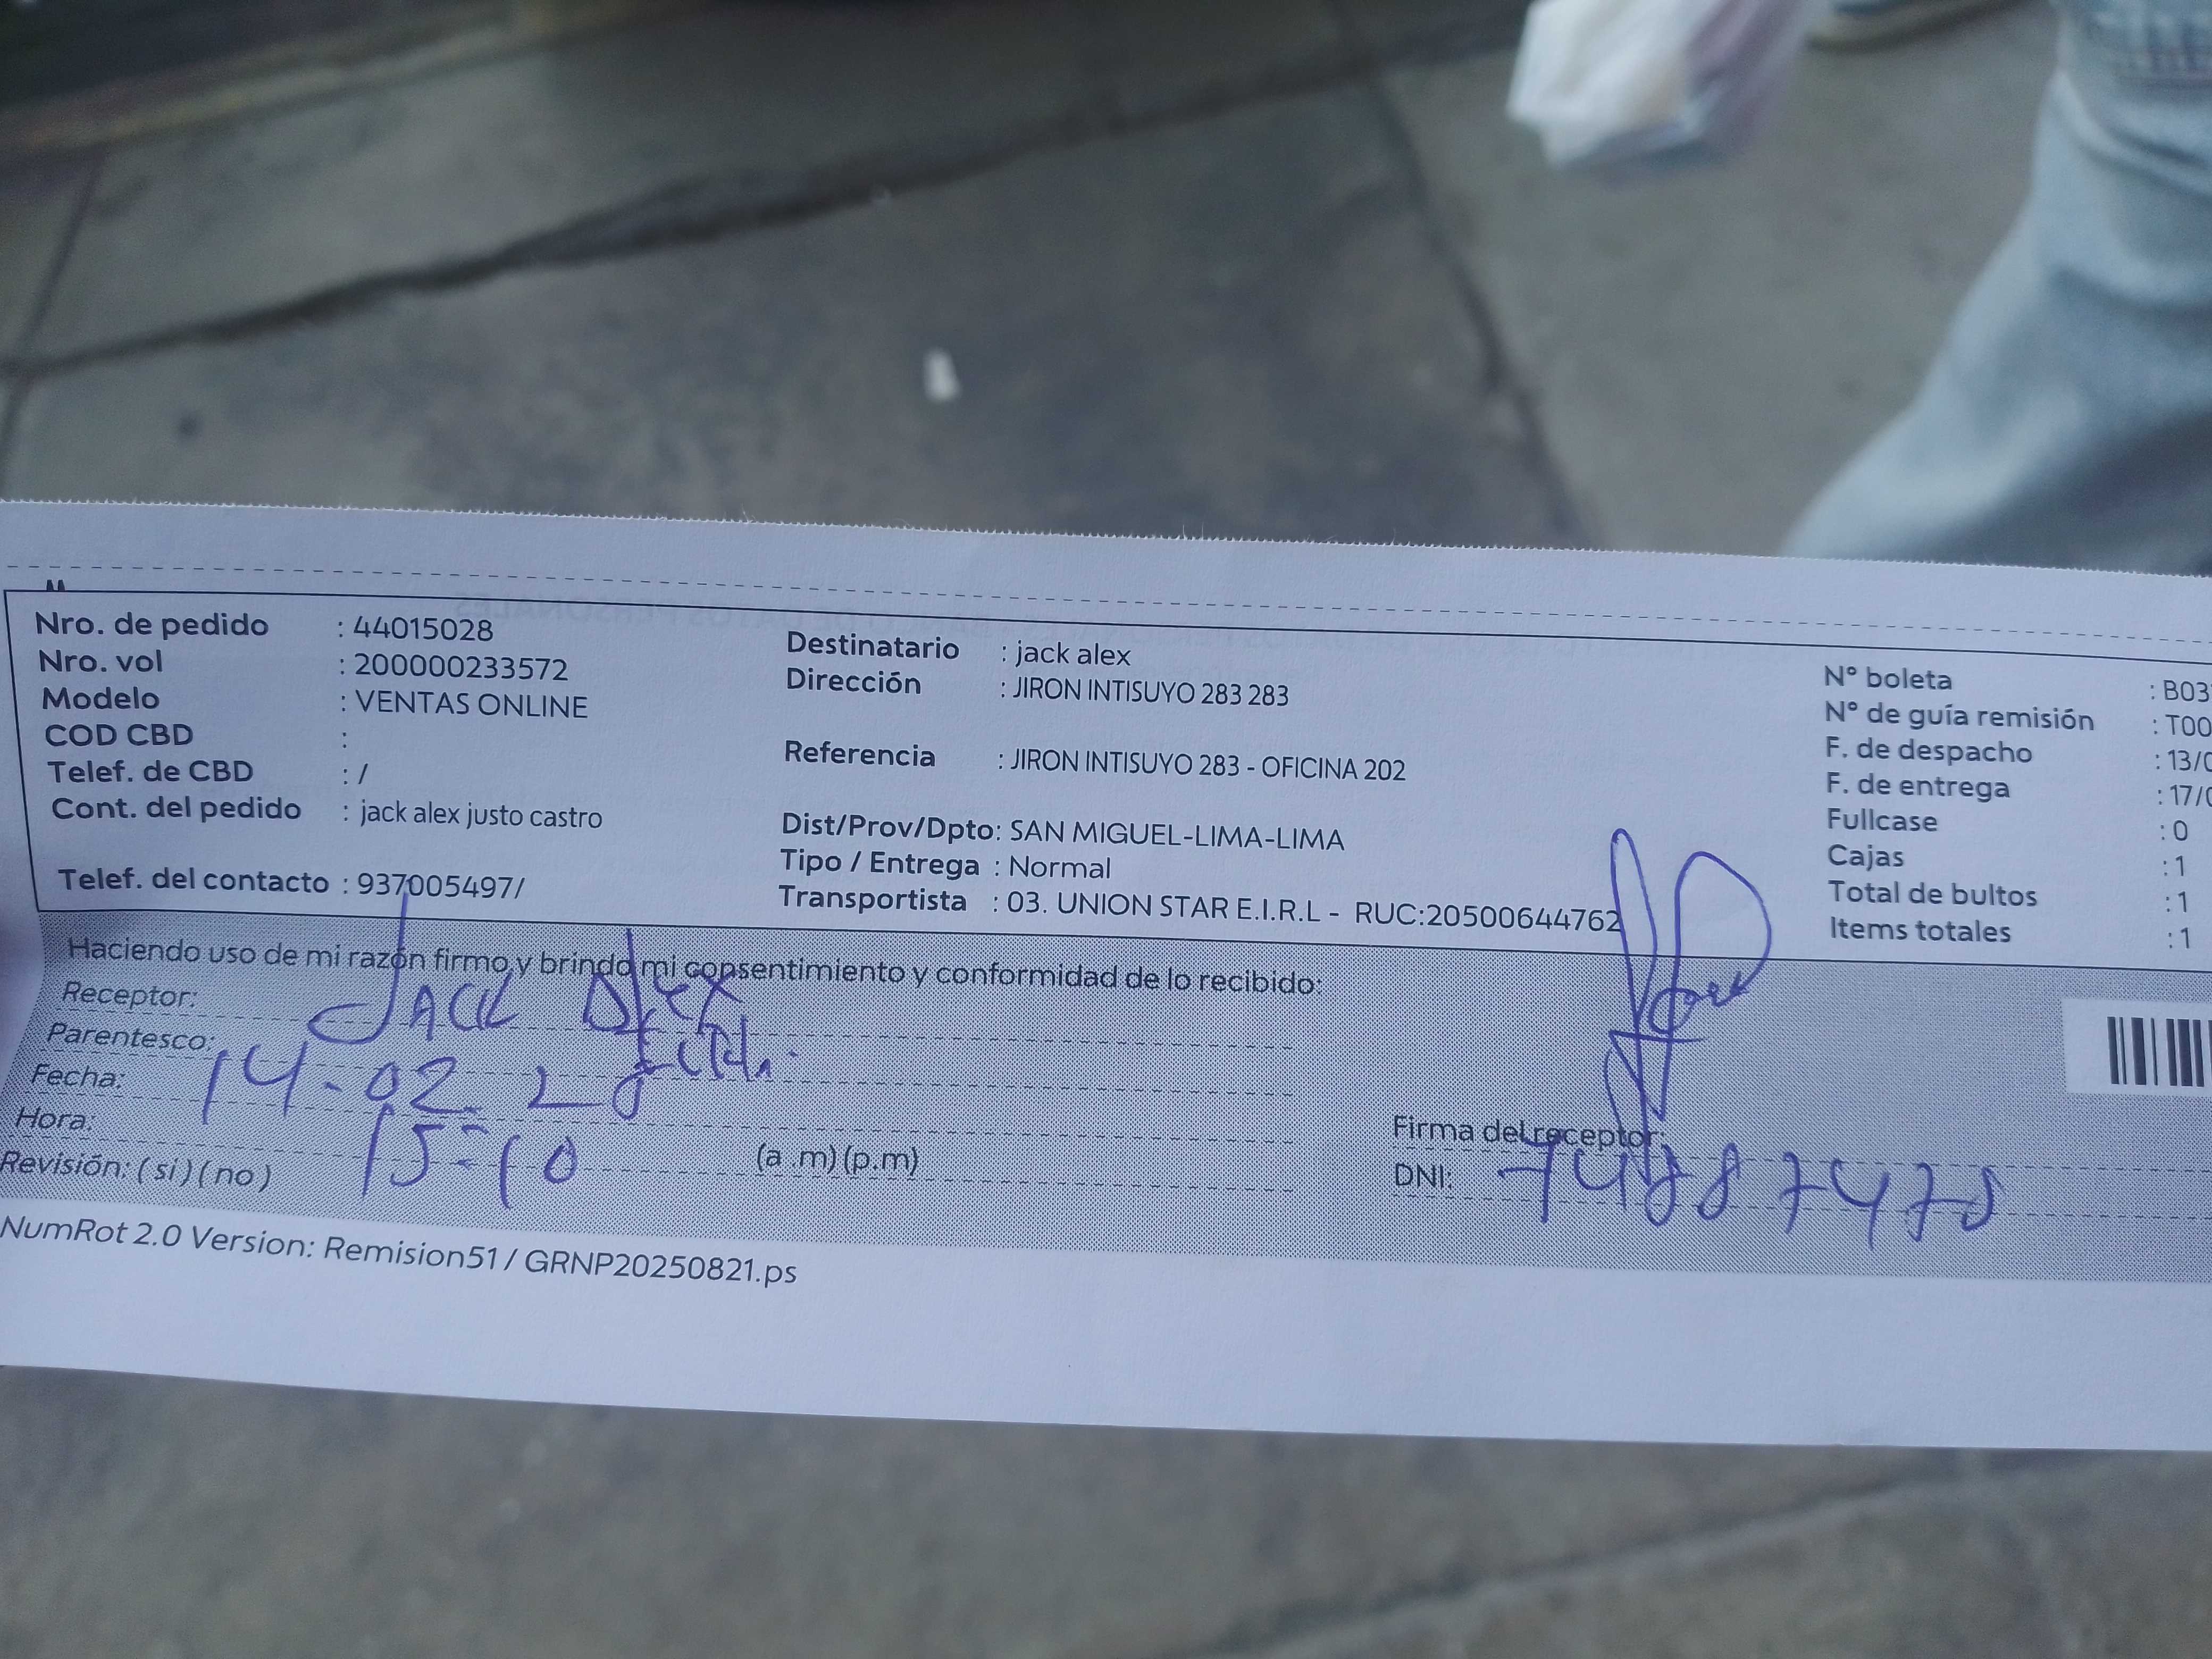 Nro. de pedido : 44015028
Nro. vol : 200000233572
Modelo : VENTAS ONLINE
COD CBD :
Telef. de CBD : /
Cont. del pedido : jack alex justo castro
Telef. del contacto : 937005497/
Destinatario : jack alex
Dirección : JIRON INTISUYO 283 283
Referencia : JIRON INTISUYO 283 - OFICINA 202
Dist/Prov/Dpto: SAN MIGUEL-LIMA-LIMA
Tipo / Entrega : Normal
Transportista : 03. UNION STAR E.I.R.L - RUC:20500644762
N° boleta : B03
N° de guía remisión : T00
F. de despacho : 13/0
F. de entrega : 17/0
Fullcase : 0
Cajas : 1
Total de bultos : 1
Items totales : 1
Haciendo uso de mi razón firmo y brindo mi consentimiento y conformidad de lo recibido:
Receptor: JACK Alex
Parentesco:
Fecha: 14-02
Hora: 15:10 (a .m) (p.m)
Revisión: ( si ) ( no )
Firma del receptor:
DNI:
NumRot 2.0 Version: Remision51 / GRNP20250821.ps